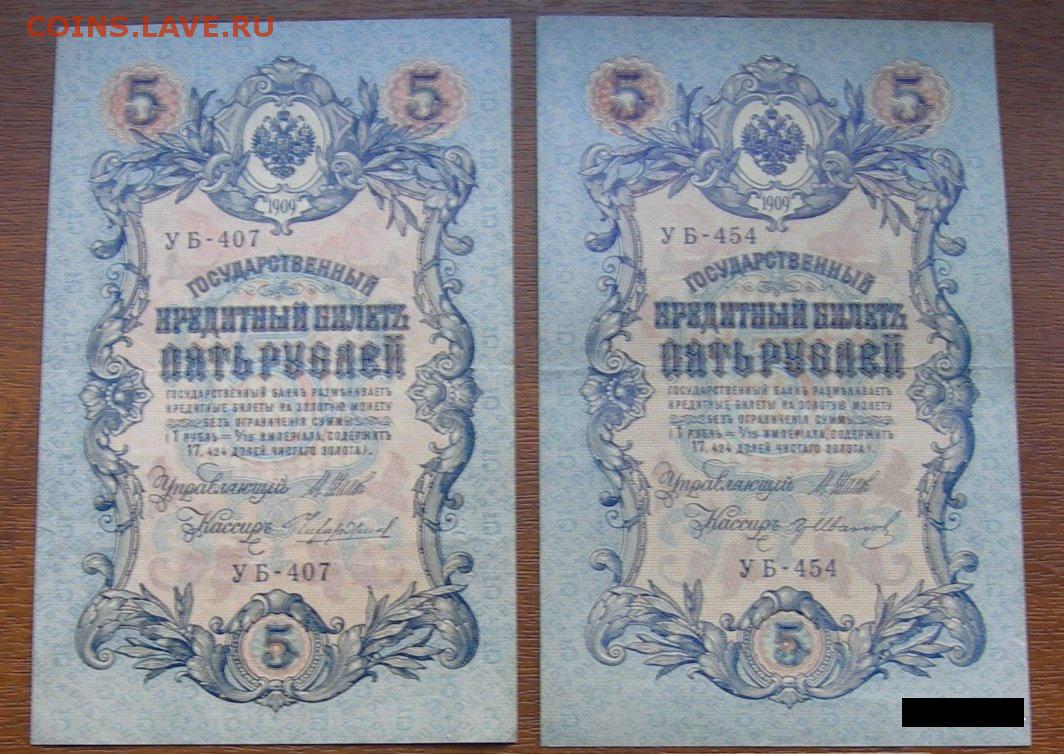 COINS.LAVE.RU
5 5
1909
УБ-407
ГОСУДАРСТВЕННЫЙ
КРЕДИТНЫЙ БИЛЕТЪ
ПЯТЬ РУБЛЕЙ
ГОСУДАРСТВЕННЫЙ БАНКЪ РАЗМѢНИВАЕТЪ
КРЕДИТНЫЕ БИЛЕТЫ НА ЗОЛОТУЮ МОНЕТУ
БЕЗЪ ОГРАНИЧЕНІЯ СУММЫ
(1 РУБЛЬ = 1/15 ИМПЕРІАЛА, СОДЕРЖИТЪ
17,424 ДОЛЕЙ ЧИСТАГО ЗОЛОТА).
Управляющій
Кассиръ
УБ-407
5
5 5
1909
УБ-454
ГОСУДАРСТВЕННЫЙ
КРЕДИТНЫЙ БИЛЕТЪ
ПЯТЬ РУБЛЕЙ
ГОСУДАРСТВЕННЫЙ БАНКЪ РАЗМѢНИВАЕТЪ
КРЕДИТНЫЕ БИЛЕТЫ НА ЗОЛОТУЮ МОНЕТУ
БЕЗЪ ОГРАНИЧЕНІЯ СУММЫ
(1 РУБЛЬ = 1/15 ИМПЕРІАЛА, СОДЕРЖИТЪ
17,424 ДОЛЕЙ ЧИСТАГО ЗОЛОТА).
Управляющій
Кассиръ
УБ-454
5